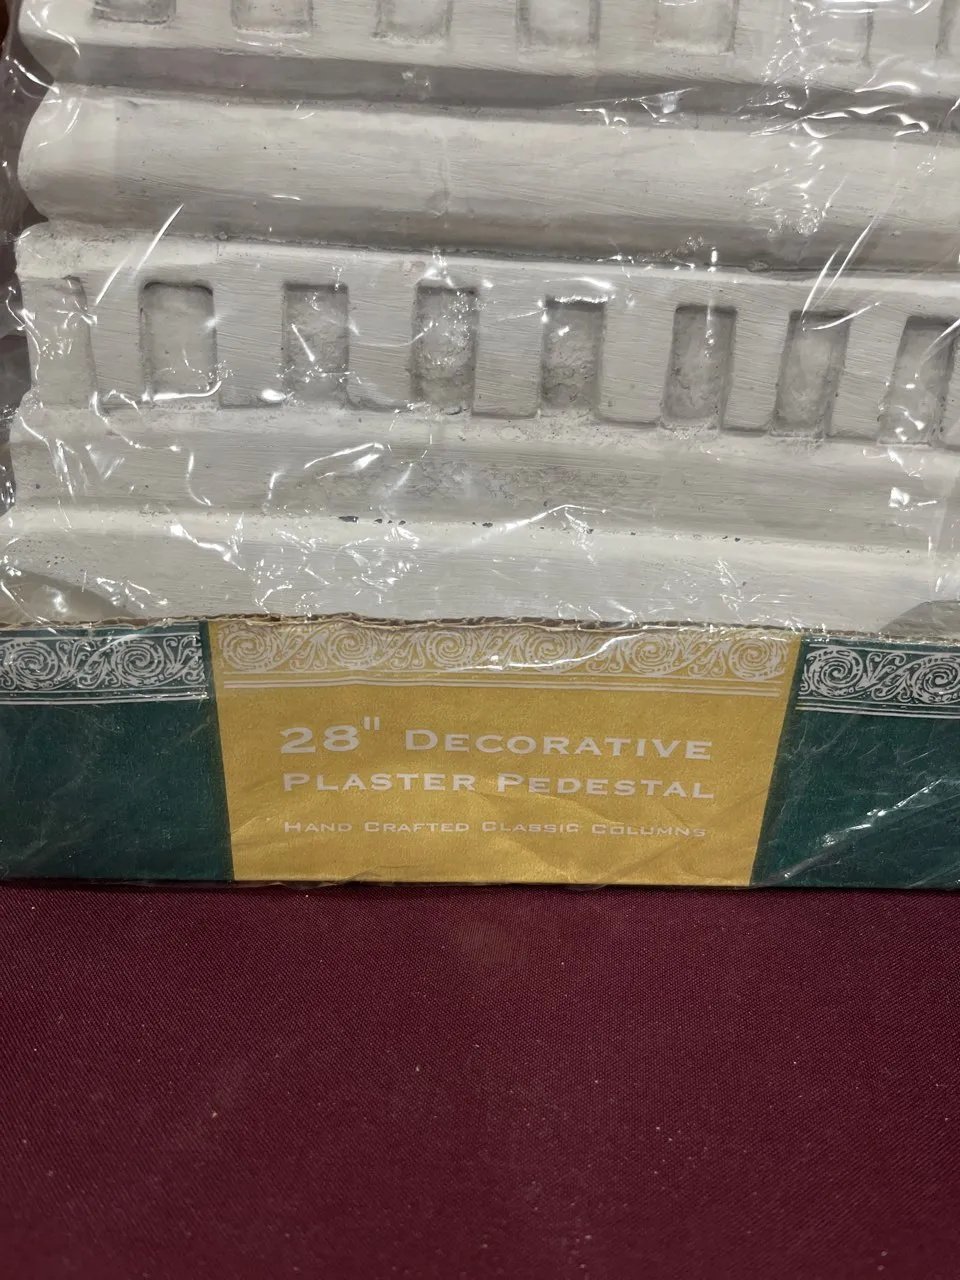 28" DECORATIVE
PLASTER PEDESTAL
HAND CRAFTED CLASSIC COLUMNS